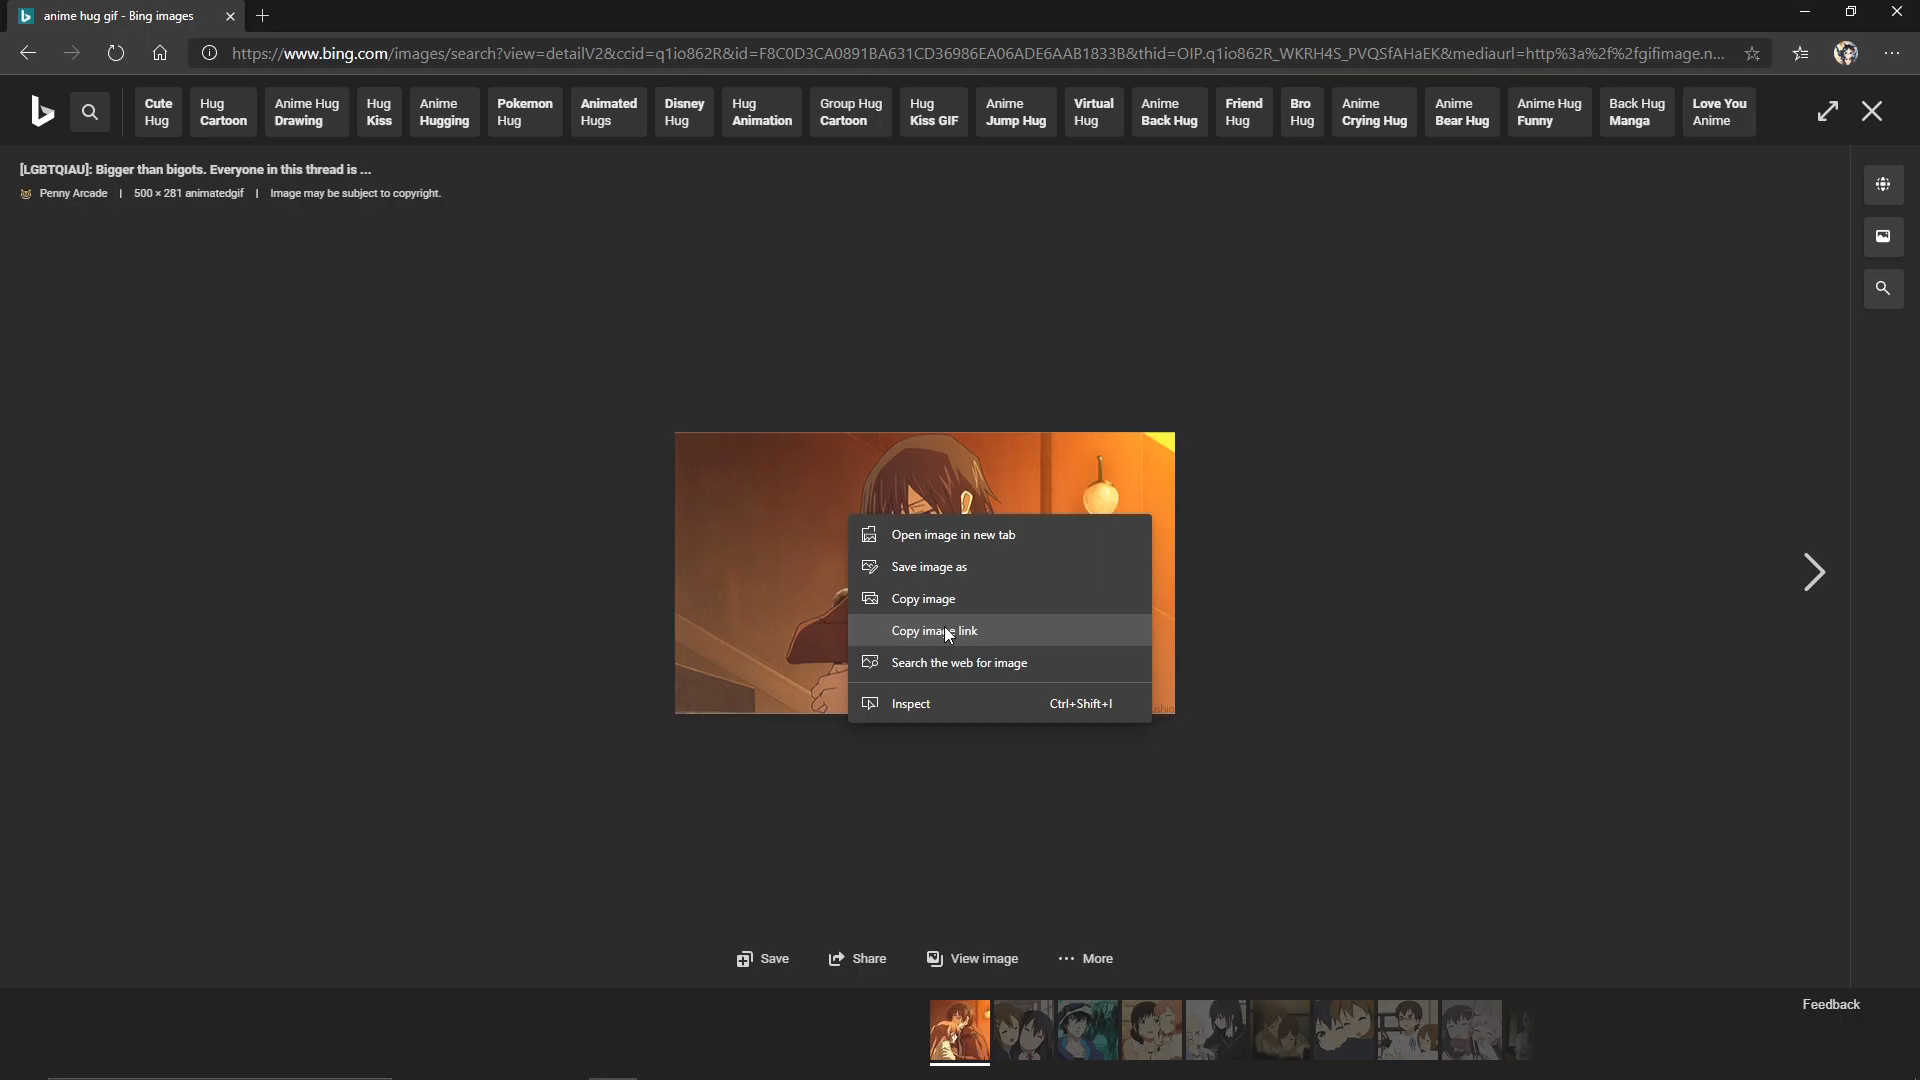 anime hug gif - Bing images
https://www.bing.com/images/search?view=detailV2&ccid=q1io862R&id=F8C0D3CA0891BA631CD36986EA06ADE6AAB1833B&thid=OIP.q1io862R_WKRH4S_PVQSfAHaEK&mediaurl=http%3a%2f%2fgifimage.n...
Cute Hug
Hug Cartoon
Anime Hug Drawing
Hug Kiss
Anime Hugging
Pokemon Hug
Animated Hugs
Disney Hug
Hug Animation
Group Hug Cartoon
Hug Kiss GIF
Anime Jump Hug
Virtual Hug
Anime Back Hug
Friend Hug
Bro Hug
Anime Crying Hug
Anime Bear Hug
Anime Hug Funny
Back Hug Manga
Love You Anime
[LGBTQIAU]: Bigger than bigots. Everyone in this thread is ...
Penny Arcade | 500 × 281 animatedgif | Image may be subject to copyright.
Open image in new tab
Save image as
Copy image
Copy image link
Search the web for image
Inspect Ctrl+Shift+I
Save Share View image More
Feedback